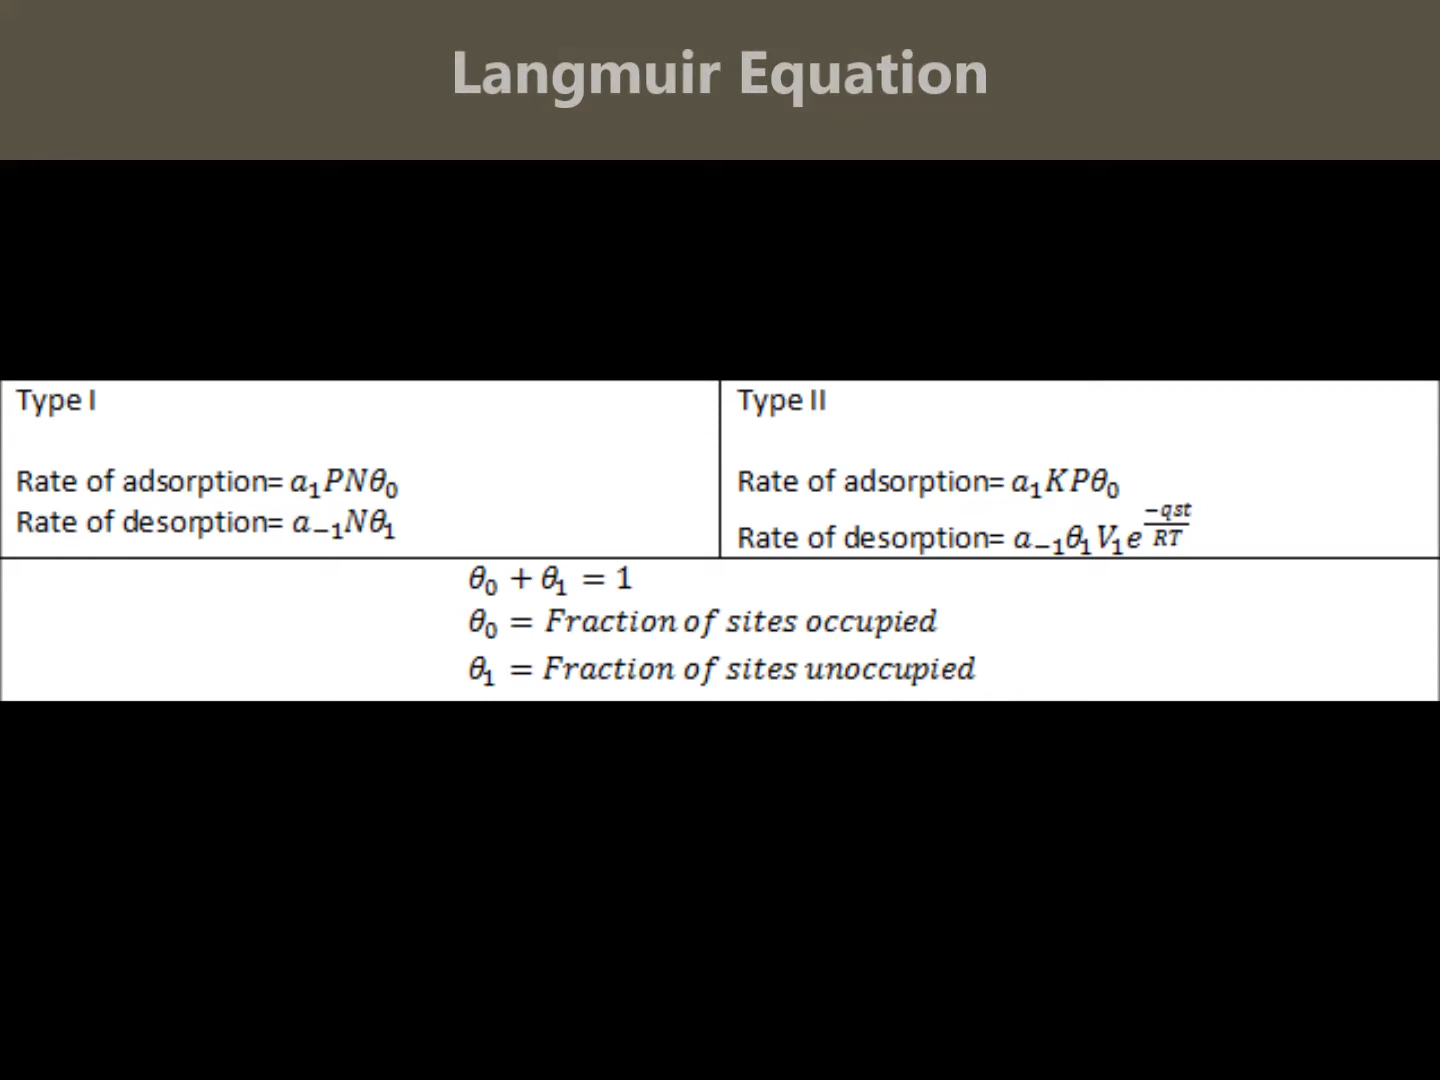 Langmuir Equation
Type I
Rate of adsorption= a₁PNθ₀
Rate of desorption= a₋₁Nθ₁
Type II
Rate of adsorption= a₁KPθ₀
Rate of desorption= a₋₁θ₁V₁e^(−qst/RT)
θ₀ + θ₁ = 1
θ₀ = Fraction of sites occupied
θ₁ = Fraction of sites unoccupied